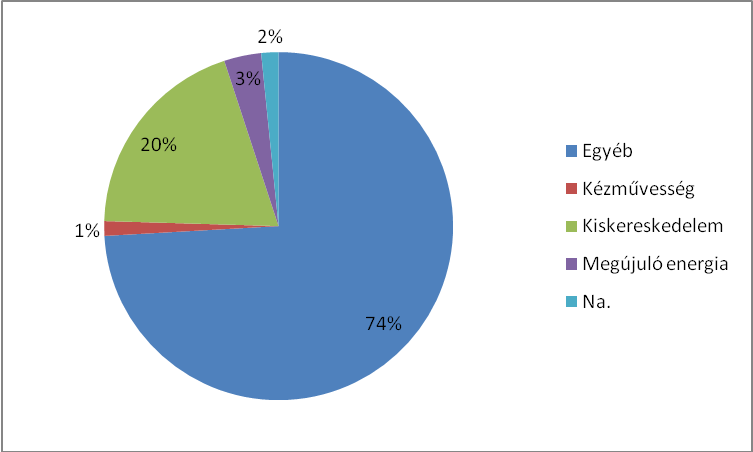 2%
3%
20%
1%
74%
Egyéb
Kézművesség
Kiskereskedelem
Megújuló energia
Na.